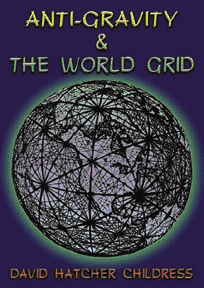 ANTI-GRAVITY
&
THE WORLD GRID
DAVID HATCHER CHILDRESS